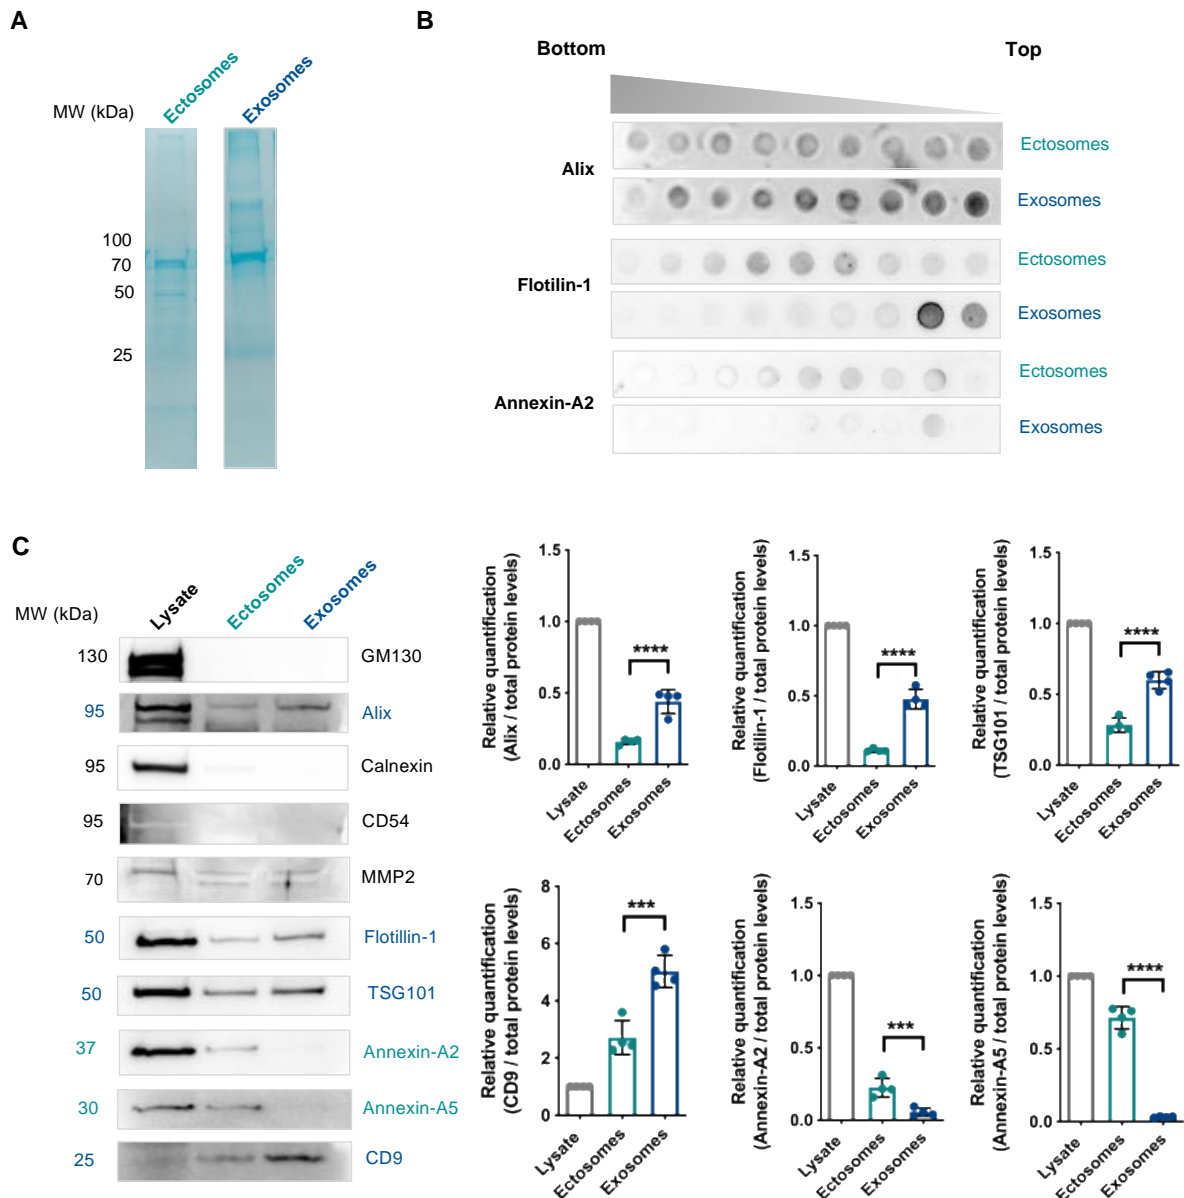 A
Ectosomes
Exosomes
MW (kDa)
100
70
50
25
B
Bottom
Top
Alix
Ectosomes
Exosomes
Flotilin-1
Ectosomes
Exosomes
Annexin-A2
Ectosomes
Exosomes
C
Lysate
Ectosomes
Exosomes
MW (kDa)
130
GM130
95
Alix
95
Calnexin
95
CD54
70
MMP2
50
Flotillin-1
50
TSG101
37
Annexin-A2
30
Annexin-A5
25
CD9
Relative quantification
(Alix / total protein levels)
1.5
1.0
0.5
0.0
****
Lysate
Ectosomes
Exosomes
Relative quantification
(Flotilin-1 / total protein levels)
1.5
1.0
0.5
0.0
****
Lysate
Ectosomes
Exosomes
Relative quantification
(TSG101 / total protein levels)
1.5
1.0
0.5
0.0
****
Lysate
Ectosomes
Exosomes
Relative quantification
(CD9 / total protein levels)
8
6
4
2
0
***
Lysate
Ectosomes
Exosomes
Relative quantification
(Annexin-A2 / total protein levels)
1.5
1.0
0.5
0.0
***
Lysate
Ectosomes
Exosomes
Relative quantification
(Annexin-A5 / total protein levels)
1.5
1.0
0.5
0.0
****
Lysate
Ectosomes
Exosomes